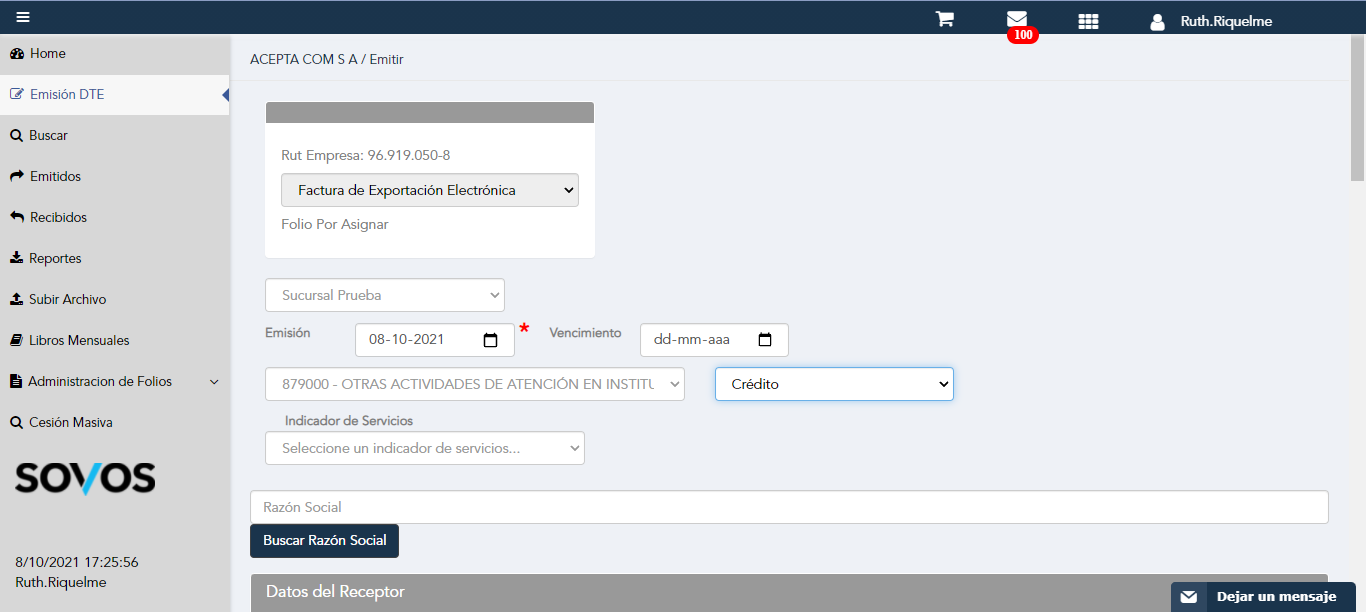 Ruth.Riquelme
100
Home
Emisión DTE
Buscar
Emitidos
Recibidos
Reportes
Subir Archivo
Libros Mensuales
Administracion de Folios
Cesión Masiva
SOVOS
8/10/2021 17:25:56
Ruth.Riquelme
ACEPTA COM S A / Emitir
Rut Empresa: 96.919.050-8
Factura de Exportación Electrónica
Folio Por Asignar
Sucursal Prueba
Emisión 08-10-2021 * Vencimiento dd-mm-aaa
879000 - OTRAS ACTIVIDADES DE ATENCIÓN EN INSTITU Crédito
Indicador de Servicios
Seleccione un indicador de servicios...
Razón Social
Buscar Razón Social
Datos del Receptor
Dejar un mensaje